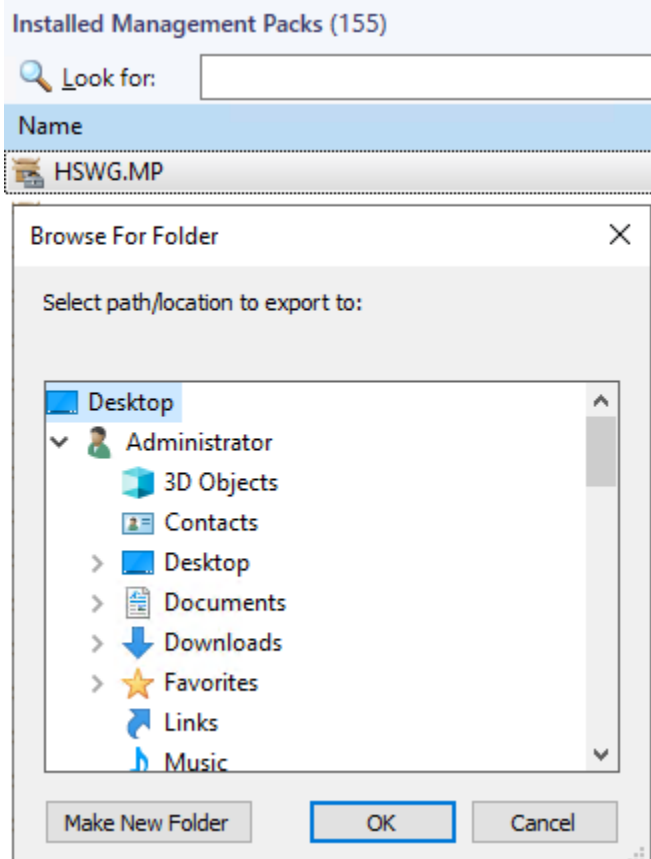 Installed Management Packs (155)
Look for:
Name
HSWG.MP
Browse For Folder
Select path/location to export to:
Desktop
Administrator
3D Objects
Contacts
Desktop
Documents
Downloads
Favorites
Links
Music
Make New Folder OK Cancel